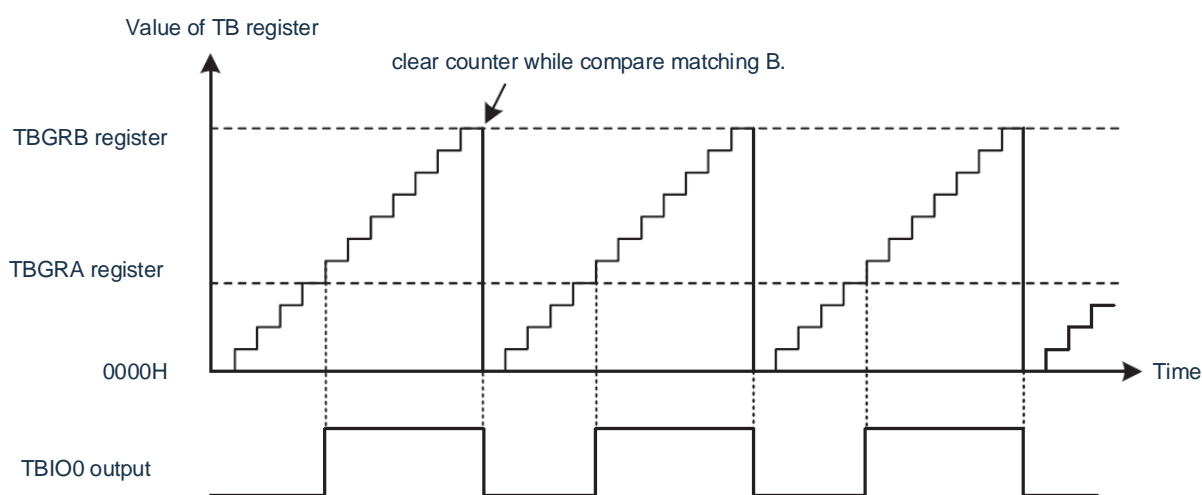 Value of TB register
clear counter while compare matching B.
TBGRB register
TBGRA register
0000H
Time
TBIO0 output